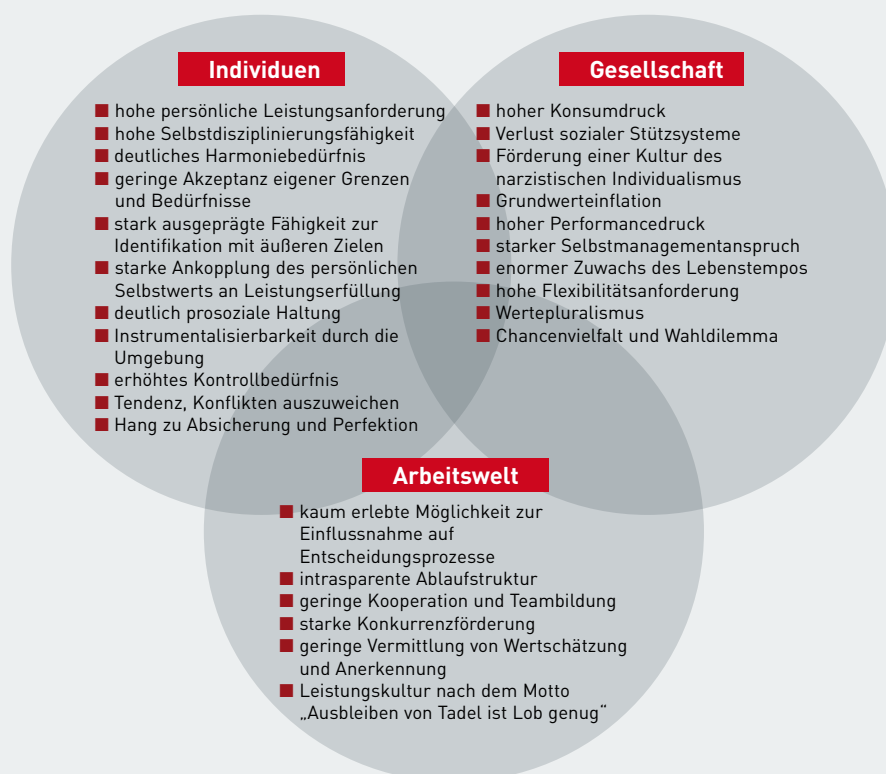 Individuen
■ hohe persönliche Leistungsanforderung
■ hohe Selbstdisziplinierungsfähigkeit
■ deutliches Harmoniebedürfnis
■ geringe Akzeptanz eigener Grenzen
und Bedürfnisse
■ stark ausgeprägte Fähigkeit zur
Identifikation mit äußeren Zielen
■ starke Ankopplung des persönlichen
Selbstwerts an Leistungserfüllung
■ deutlich prosoziale Haltung
■ Instrumentalisierbarkeit durch die
Umgebung
■ erhöhtes Kontrollbedürfnis
■ Tendenz, Konflikten auszuweichen
■ Hang zu Absicherung und Perfektion
Gesellschaft
■ hoher Konsumdruck
■ Verlust sozialer Stützsysteme
■ Förderung einer Kultur des
narzistischen Individualismus
■ Grundwerteinflation
■ hoher Performancedruck
■ starker Selbstmanagementanspruch
■ enormer Zuwachs des Lebenstempos
■ hohe Flexibilitätsanforderung
■ Wertepluralismus
■ Chancenvielfalt und Wahldilemma
Arbeitswelt
■ kaum erlebte Möglichkeit zur
Einflussnahme auf
Entscheidungsprozesse
■ intrasparente Ablaufstruktur
■ geringe Kooperation und Teambildung
■ starke Konkurrenzförderung
■ geringe Vermittlung von Wertschätzung
und Anerkennung
■ Leistungskultur nach dem Motto
„Ausbleiben von Tadel ist Lob genug“